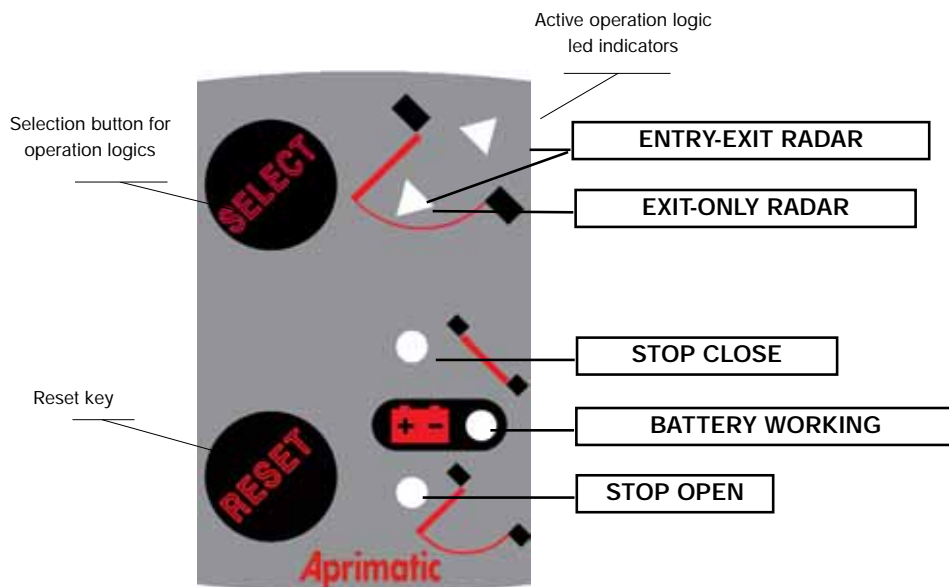 Active operation logic
led indicators
Selection button for
operation logics
SELECT
ENTRY-EXIT RADAR
EXIT-ONLY RADAR
STOP CLOSE
Reset key
+ -
BATTERY WORKING
RESET
STOP OPEN
Aprimatic